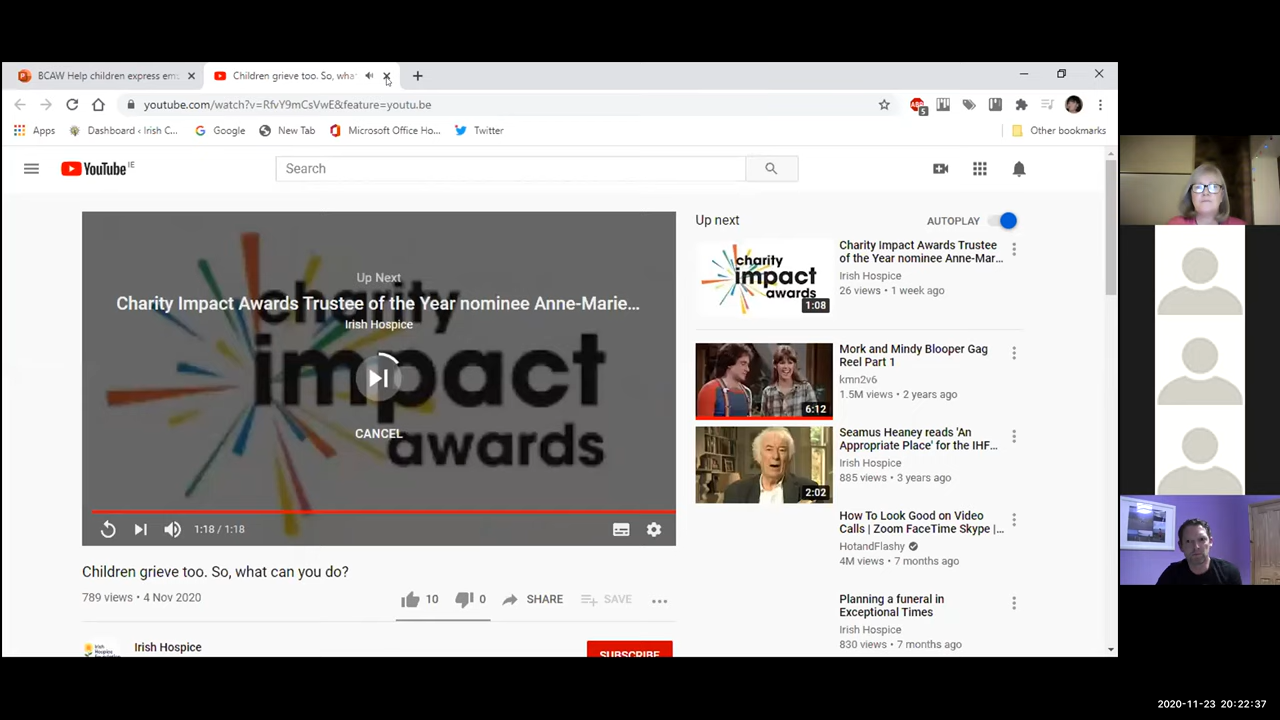 BCAW Help children express em
Children grieve too. So, what
youtube.com/watch?v=RfvY9mCsVwE&feature=youtu.be
5
Apps
Dashboard ‹ Irish C...
Google
New Tab
Microsoft Office Ho...
Twitter
Other bookmarks
YouTube IE
Search
Up Next
Charity Impact Awards Trustee of the Year nominee Anne-Marie...
Irish Hospice
charity
impact
awards
CANCEL
1:18 / 1:18
Children grieve too. So, what can you do?
789 views • 4 Nov 2020
10
0
SHARE
SAVE
Irish Hospice
SUBSCRIBE
Up next
AUTOPLAY
charity
impact
awards
1:08
Charity Impact Awards Trustee
of the Year nominee Anne-Mar...
Irish Hospice
26 views • 1 week ago
6:12
Mork and Mindy Blooper Gag
Reel Part 1
kmn2v6
1.5M views • 2 years ago
2:02
Seamus Heaney reads 'An
Appropriate Place' for the IHF...
Irish Hospice
885 views • 3 years ago
How To Look Good on Video
Calls | Zoom FaceTime Skype |...
HotandFlashy
4M views • 7 months ago
Planning a funeral in
Exceptional Times
Irish Hospice
830 views • 7 months ago
2020-11-23 20:22:37